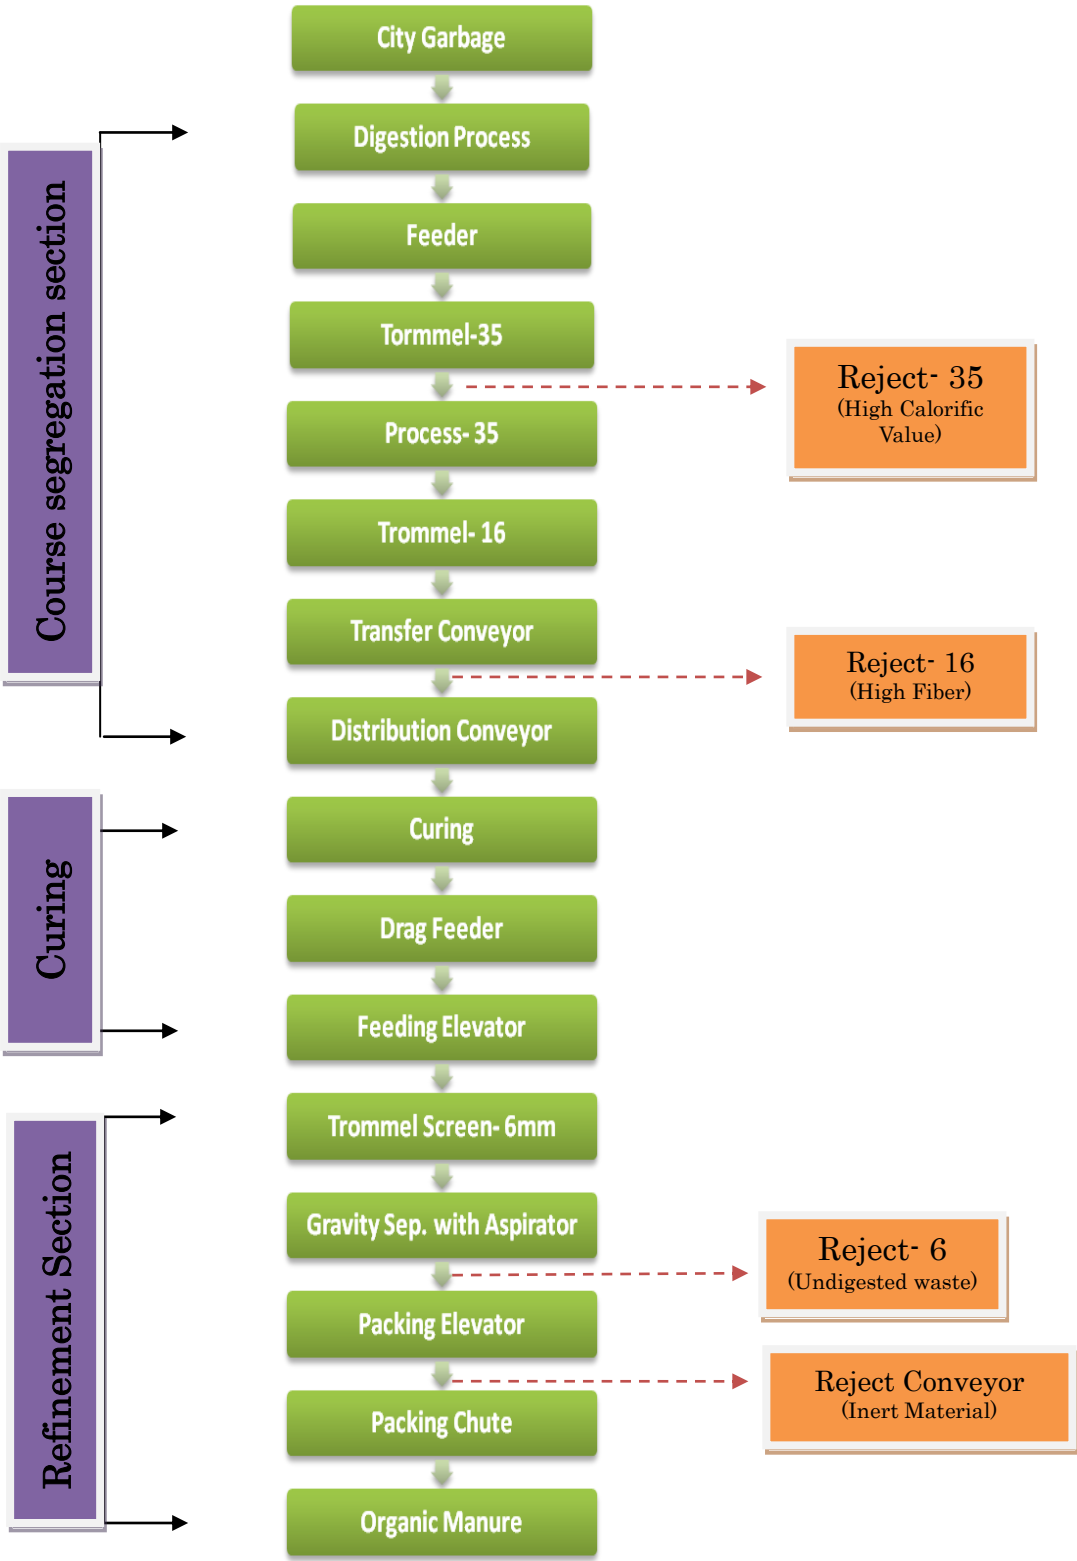 City Garbage
Digestion Process
Feeder
Tormmel-35
Reject- 35
(High Calorific
Value)
Process- 35
Trommel- 16
Transfer Conveyor
Reject- 16
(High Fiber)
Distribution Conveyor
Course segregation section
Curing
Drag Feeder
Feeding Elevator
Curing
Trommel Screen- 6mm
Gravity Sep. with Aspirator
Reject- 6
(Undigested waste)
Packing Elevator
Reject Conveyor
(Inert Material)
Packing Chute
Organic Manure
Refinement Section